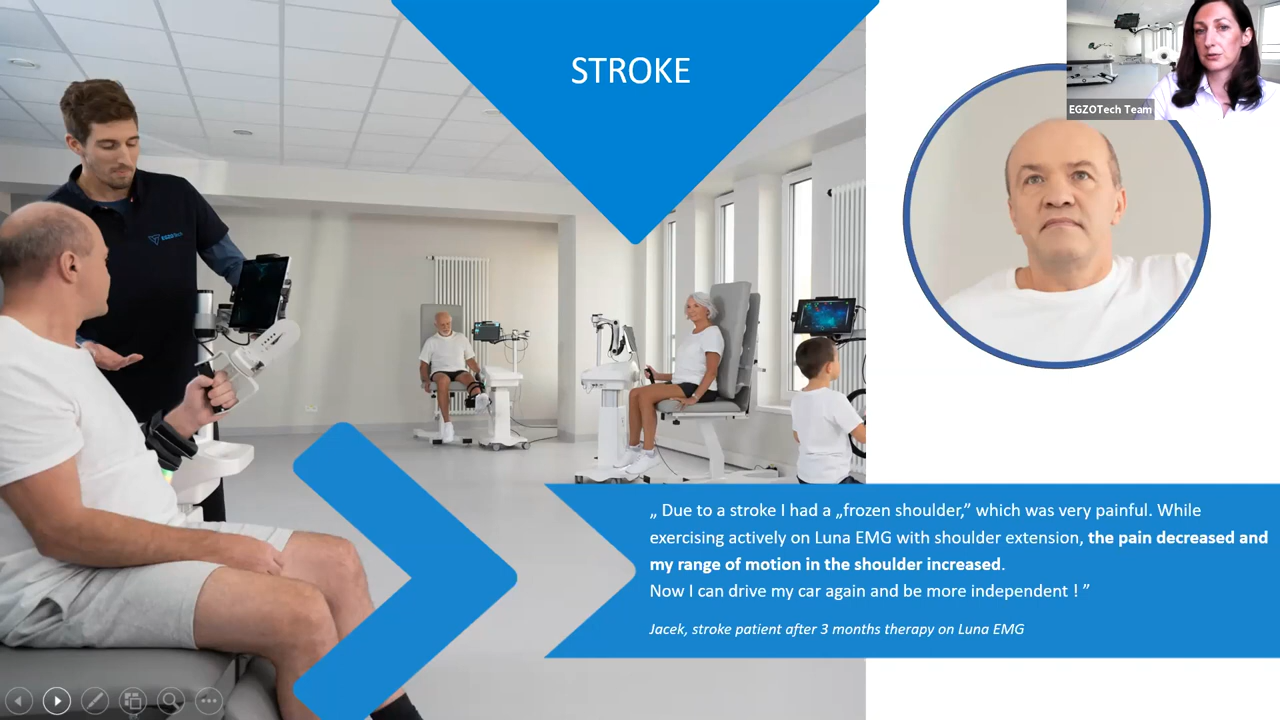 STROKE
EGZOTech Team
EGZOTech
„ Due to a stroke I had a „frozen shoulder,” which was very painful. While
exercising actively on Luna EMG with shoulder extension, the pain decreased and
my range of motion in the shoulder increased.
Now I can drive my car again and be more independent ! ”
Jacek, stroke patient after 3 months therapy on Luna EMG